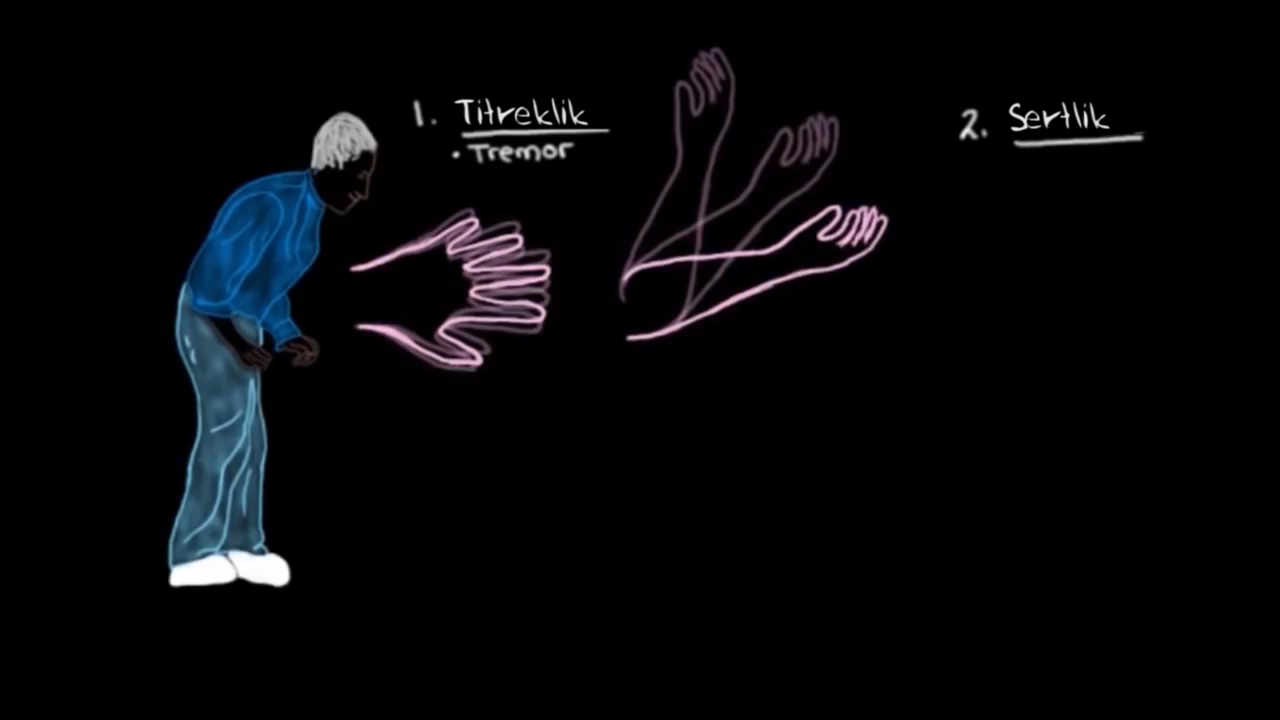 1. Titreklik
• Tremor
2. Sertlik